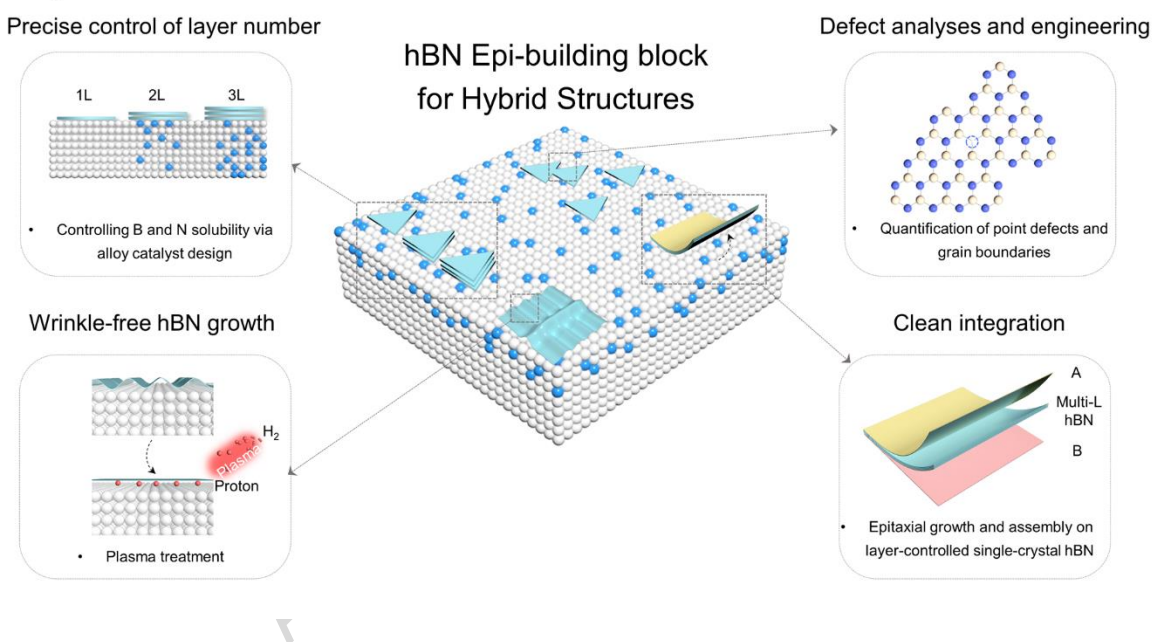 Precise control of layer number
1L 2L 3L
• Controlling B and N solubility via
alloy catalyst design
hBN Epi-building block
for Hybrid Structures
Defect analyses and engineering
• Quantification of point defects and
grain boundaries
Wrinkle-free hBN growth
H2
Plasma
Proton
• Plasma treatment
Clean integration
A
Multi-L
hBN
B
• Epitaxial growth and assembly on
layer-controlled single-crystal hBN